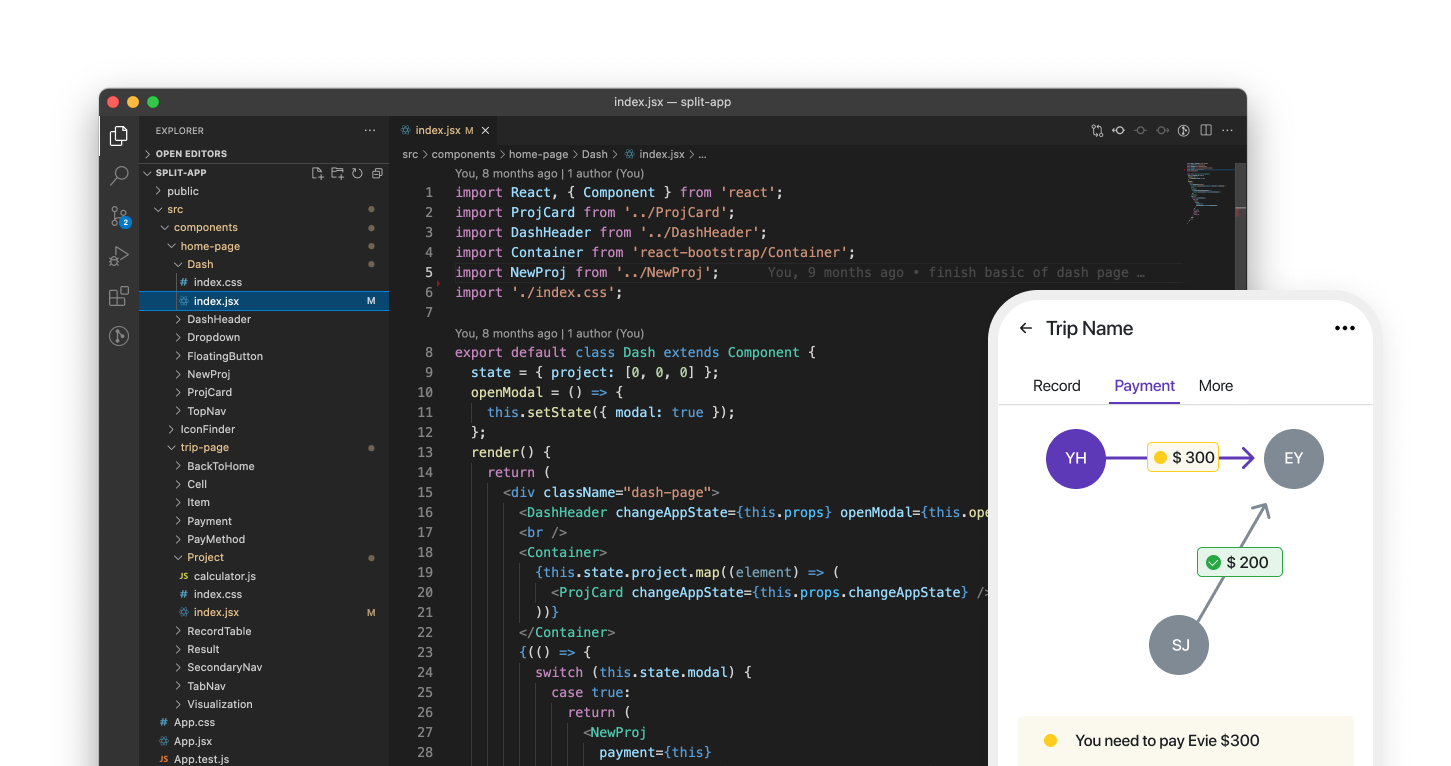 index.jsx — split-app
EXPLORER
OPEN EDITORS
SPLIT-APP
public
src
components
home-page
Dash
# index.css
index.jsx M
DashHeader
Dropdown
FloatingButton
NewProj
ProjCard
TopNav
IconFinder
trip-page
BackToHome
Cell
Item
Payment
PayMethod
Project
JS calculator.js
# index.css
index.jsx M
RecordTable
Result
SecondaryNav
TabNav
Visualization
# App.css
App.jsx
JS App.test.js
2
index.jsx M
src > components > home-page > Dash > index.jsx > ...
You, 8 months ago | 1 author (You)
1 import React, { Component } from 'react';
2 import ProjCard from '../ProjCard';
3 import DashHeader from '../DashHeader';
4 import Container from 'react-bootstrap/Container';
5 import NewProj from '../NewProj'; You, 9 months ago • finish basic of dash page …
6 import './index.css';
7
You, 8 months ago | 1 author (You)
8 export default class Dash extends Component {
9 state = { project: [0, 0, 0] };
10 openModal = () => {
11 this.setState({ modal: true });
12 };
13 render() {
14 return (
15 <div className="dash-page">
16 <DashHeader changeAppState={this.props} openModal={this.ope
17 <br />
18 <Container>
19 {this.state.project.map((element) => (
20 <ProjCard changeAppState={this.props.changeAppState} />
21 ))}
22 </Container>
23 {(() => {
24 switch (this.state.modal) {
25 case true:
26 return (
27 <NewProj
28 payment={this}
Trip Name
Record Payment More
YH $ 300 EY
$ 200
SJ
You need to pay Evie $300